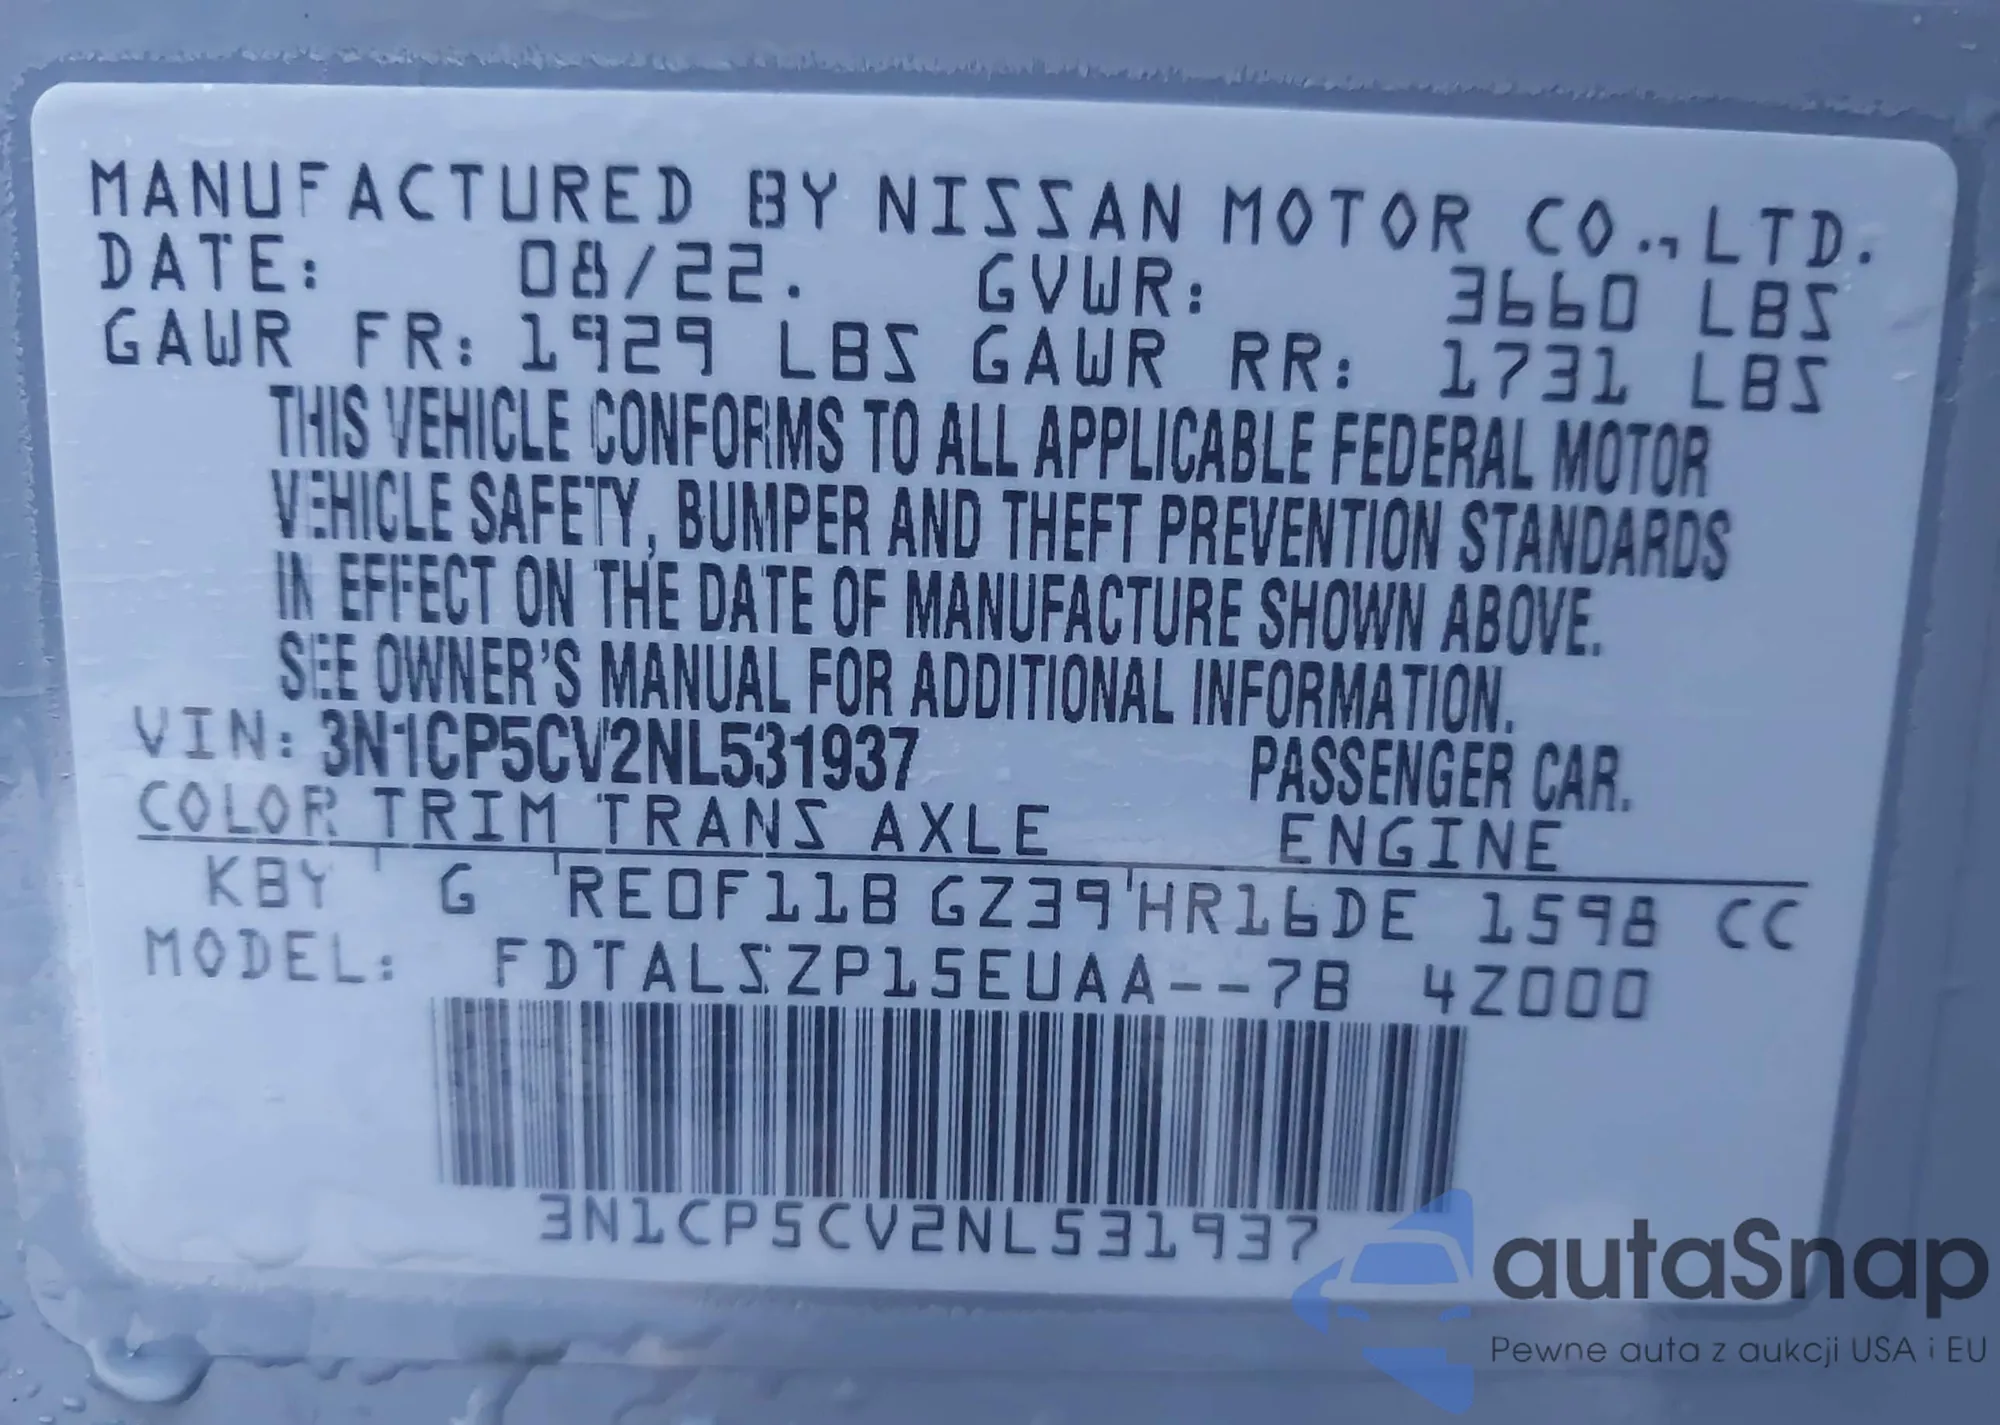 MANUFACTURED BY NISSAN MOTOR CO.,LTD.
DATE: 08/22. GVWR: 3660 LBS
GAWR FR: 1929 LBS GAWR RR: 1731 LBS
THIS VEHICLE CONFORMS TO ALL APPLICABLE FEDERAL MOTOR
VEHICLE SAFETY, BUMPER AND THEFT PREVENTION STANDARDS
IN EFFECT ON THE DATE OF MANUFACTURE SHOWN ABOVE.
SEE OWNER'S MANUAL FOR ADDITIONAL INFORMATION.
VIN: 3N1CP5CV2NL531937 PASSENGER CAR.
COLOR TRIM TRANS AXLE ENGINE
KBY G RE0F11B GZ39 HR16DE 1598 CC
MODEL: FDTALSZP15EUAA--7B 4Z000
3N1CP5CV2NL531937
autaSnap
Pewne auta z aukcji USA i EU